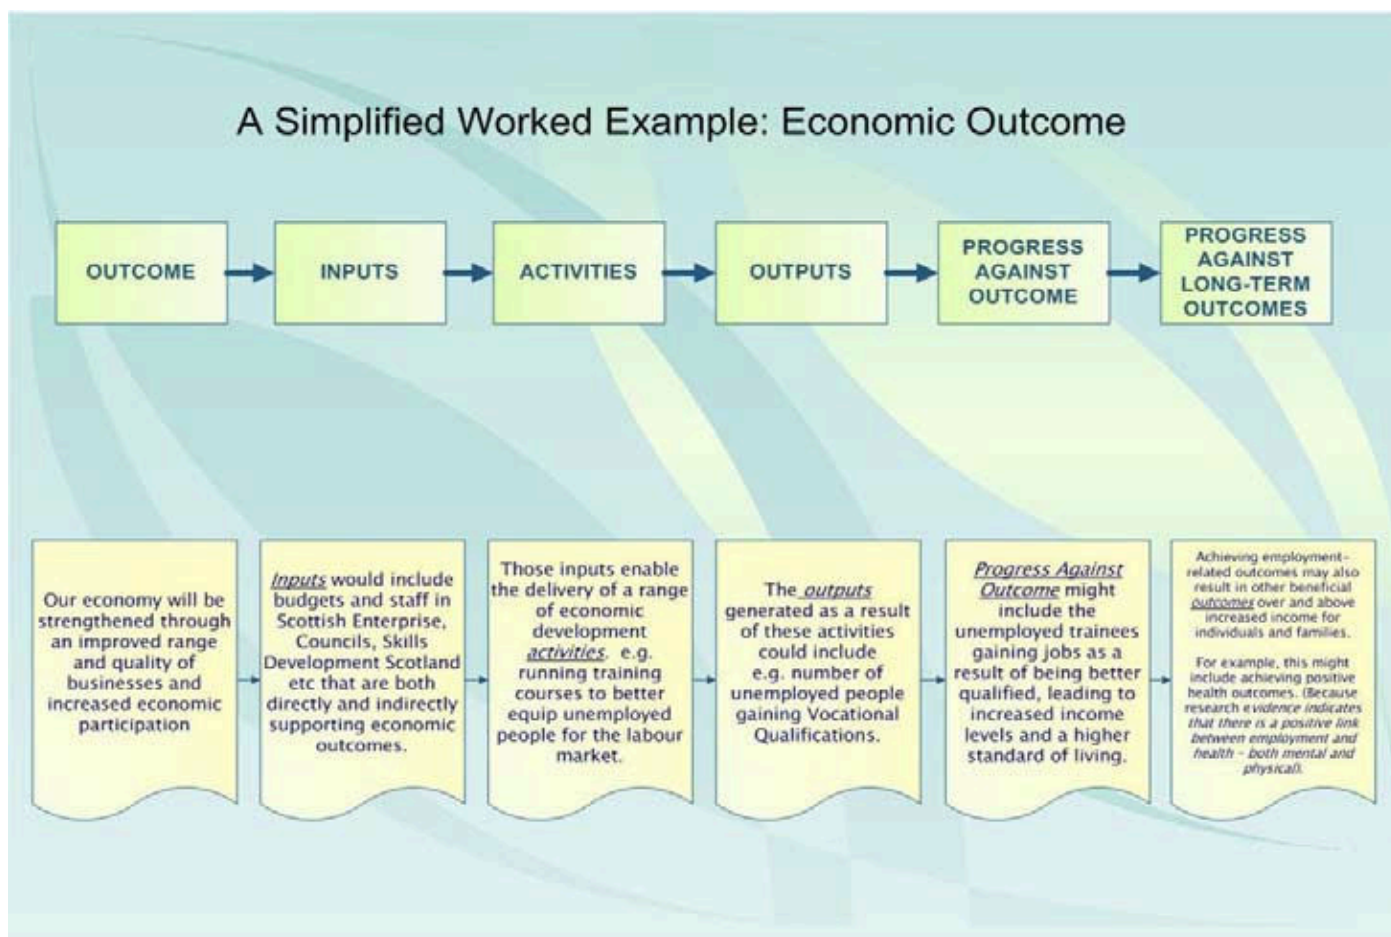 A Simplified Worked Example: Economic Outcome
OUTCOME
INPUTS
ACTIVITIES
OUTPUTS
PROGRESS
AGAINST
OUTCOME
PROGRESS
AGAINST
LONG-TERM
OUTCOMES
Our economy will be
strengthened through
an improved range
and quality of
businesses and
increased economic
participation
Inputs would include
budgets and staff in
Scottish Enterprise,
Councils, Skills
Development Scotland
etc that are both
directly and indirectly
supporting economic
outcomes.
Those inputs enable
the delivery of a range
of economic
development
activities. e.g.
running training
courses to better
equip unemployed
people for the labour
market.
The outputs
generated as a result
of these activities
could include
e.g. number of
unemployed people
gaining Vocational
Qualifications.
Progress Against
Outcome might
include the
unemployed trainees
gaining jobs as a
result of being better
qualified, leading to
increased income
levels and a higher
standard of living.
Achieving employment-
related outcomes may also
result in other beneficial
outcomes over and above
increased income for
individuals and families.
For example, this might
include achieving positive
health outcomes. (Because
research evidence indicates
that there is a positive link
between employment and
health – both mental and
physical).